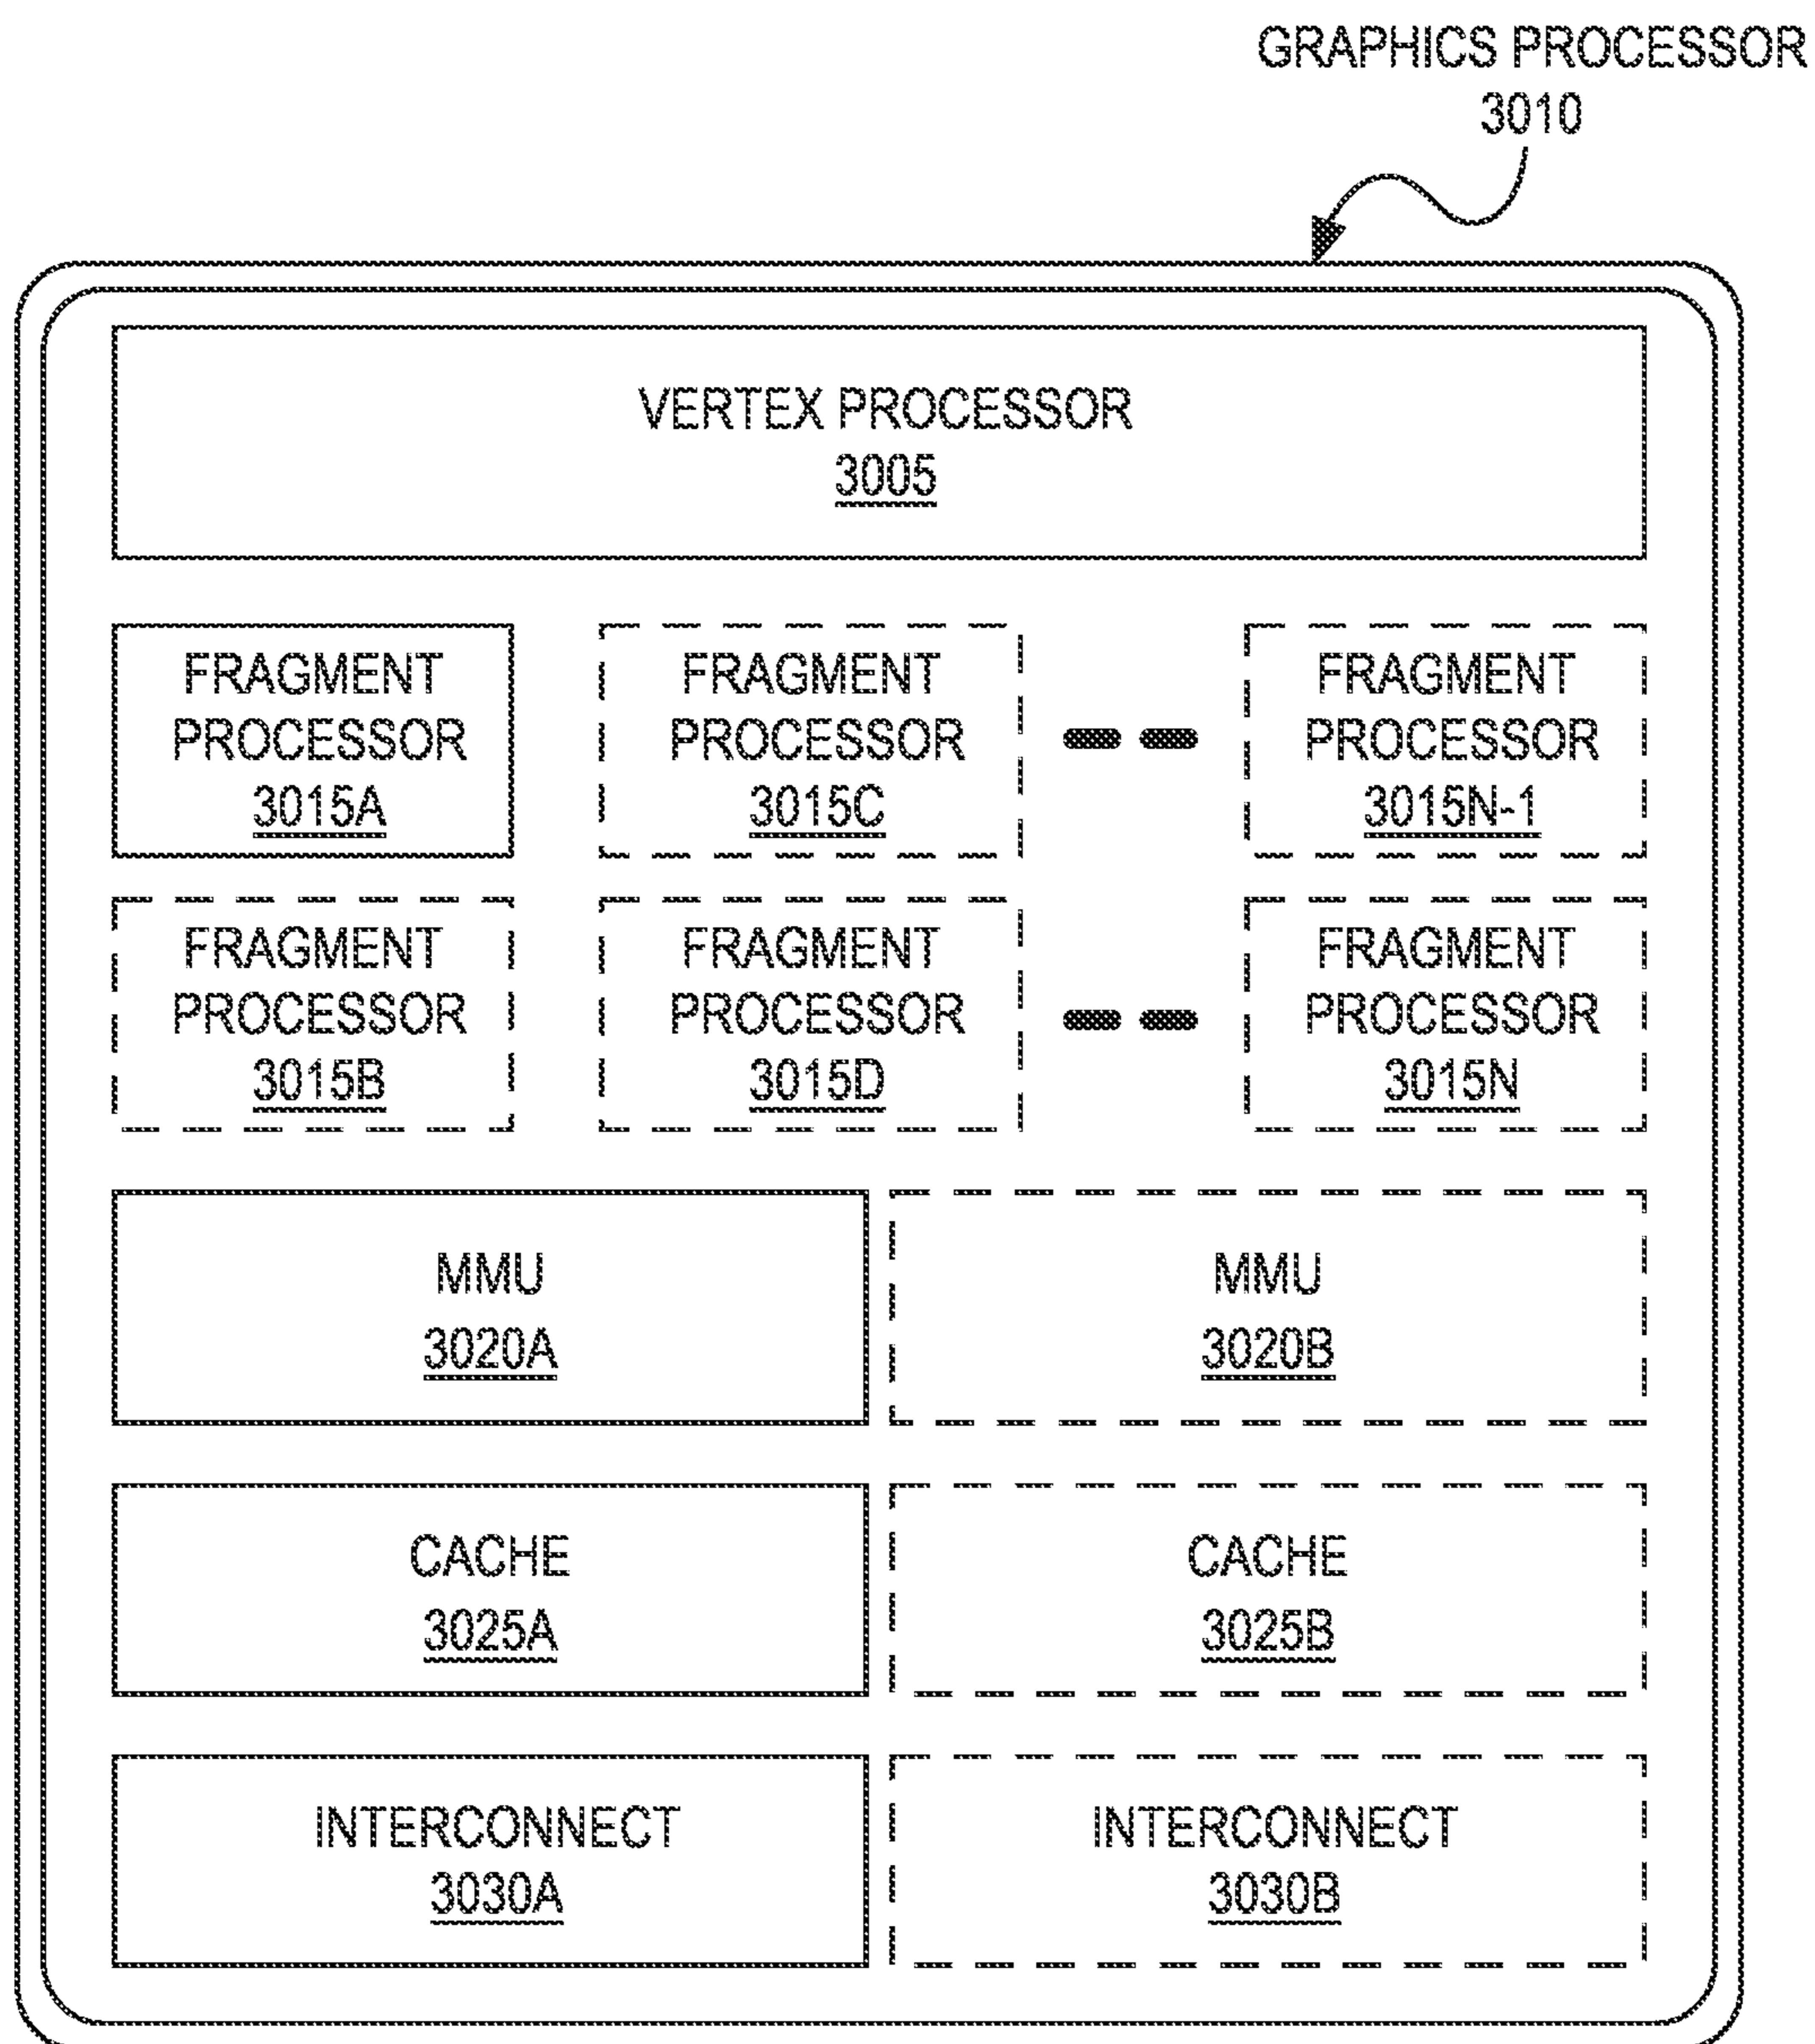 GRAPHICS PROCESSOR
3010
VERTEX PROCESSOR
3005
FRAGMENT
PROCESSOR
3015A
FRAGMENT
PROCESSOR
3015C
FRAGMENT
PROCESSOR
3015N-1
FRAGMENT
PROCESSOR
3015B
FRAGMENT
PROCESSOR
3015D
FRAGMENT
PROCESSOR
3015N
MMU
3020A
MMU
3020B
CACHE
3025A
CACHE
3025B
INTERCONNECT
3030A
INTERCONNECT
3030B